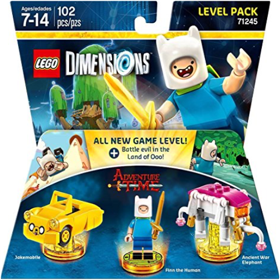 Ages/edades
7-14
102
pcs/pzs
LEVEL PACK
71245
LEGO DIMENSIONS
ALL NEW GAME LEVEL!
+ Battle evil in the
Land of Ooo!
ADVENTURE
TIME
Jakemobile
Finn the Human
Ancient War
Elephant